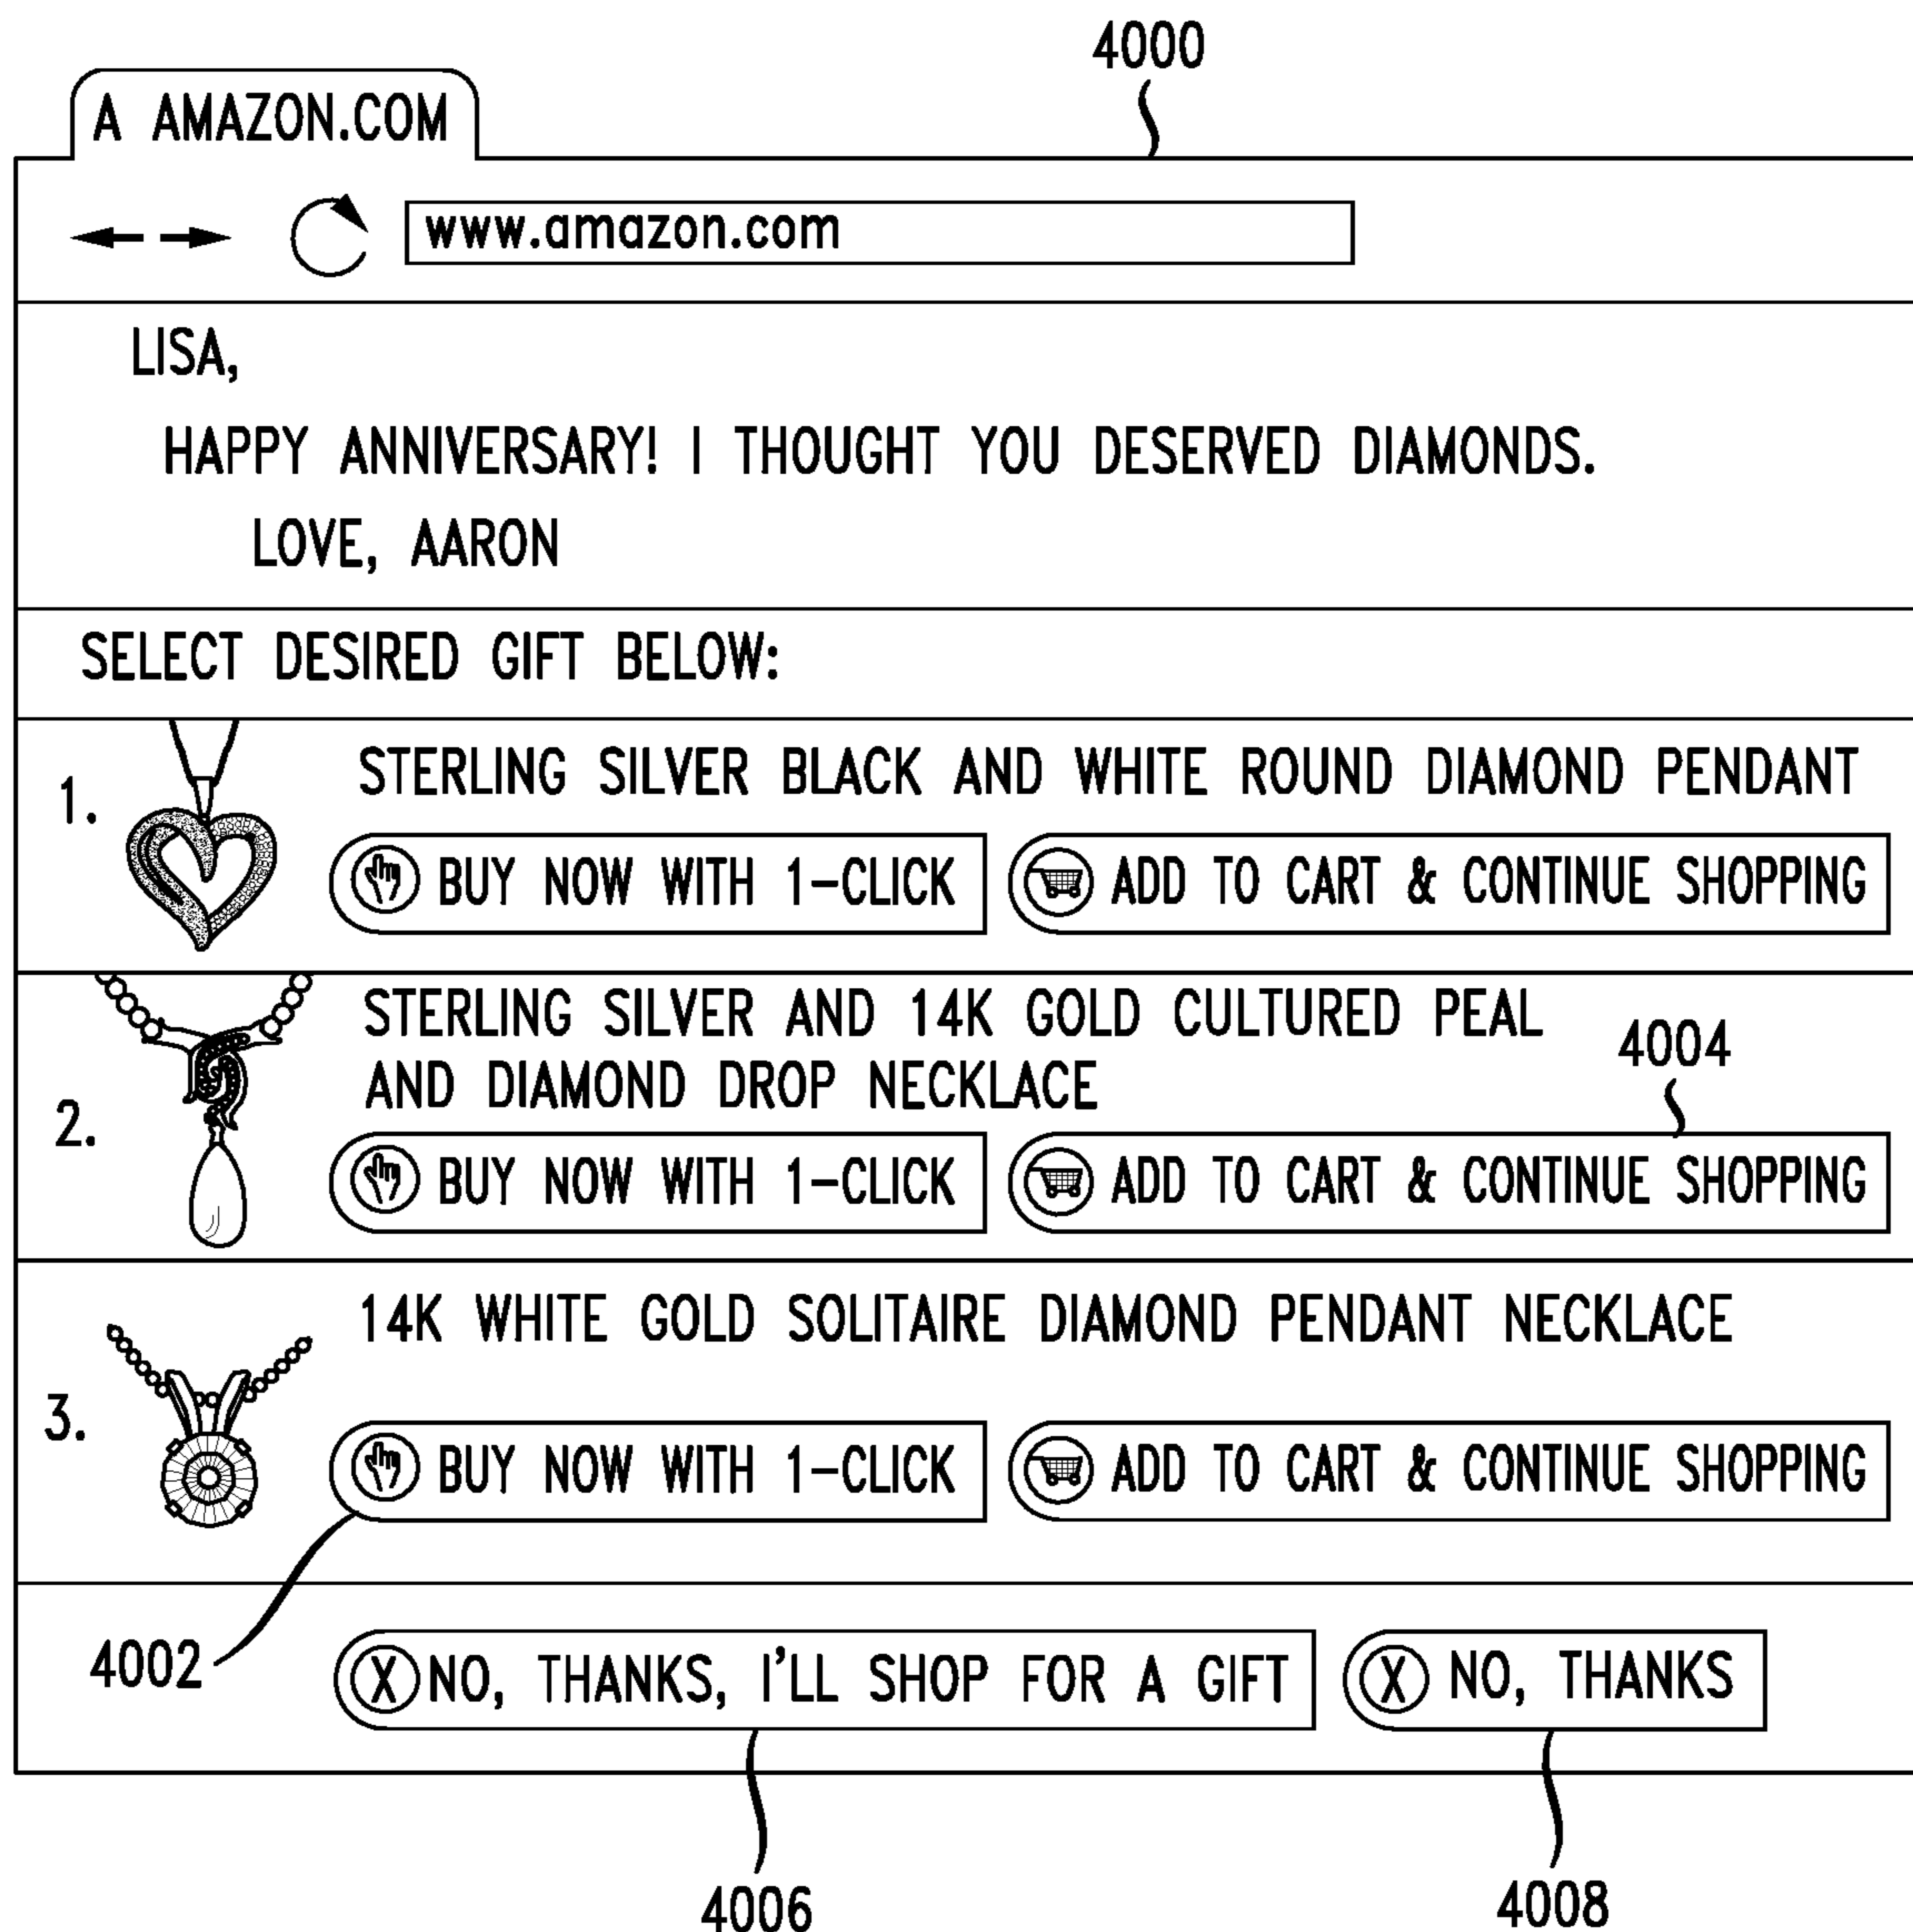 4000
A AMAZON.COM
www.amazon.com
LISA,
HAPPY ANNIVERSARY! I THOUGHT YOU DESERVED DIAMONDS.
LOVE, AARON
SELECT DESIRED GIFT BELOW:
1. STERLING SILVER BLACK AND WHITE ROUND DIAMOND PENDANT
BUY NOW WITH 1-CLICK ADD TO CART & CONTINUE SHOPPING
2. STERLING SILVER AND 14K GOLD CULTURED PEAL
AND DIAMOND DROP NECKLACE
4004
BUY NOW WITH 1-CLICK ADD TO CART & CONTINUE SHOPPING
3. 14K WHITE GOLD SOLITAIRE DIAMOND PENDANT NECKLACE
BUY NOW WITH 1-CLICK ADD TO CART & CONTINUE SHOPPING
4002 X NO, THANKS, I'LL SHOP FOR A GIFT X NO, THANKS
4006 4008